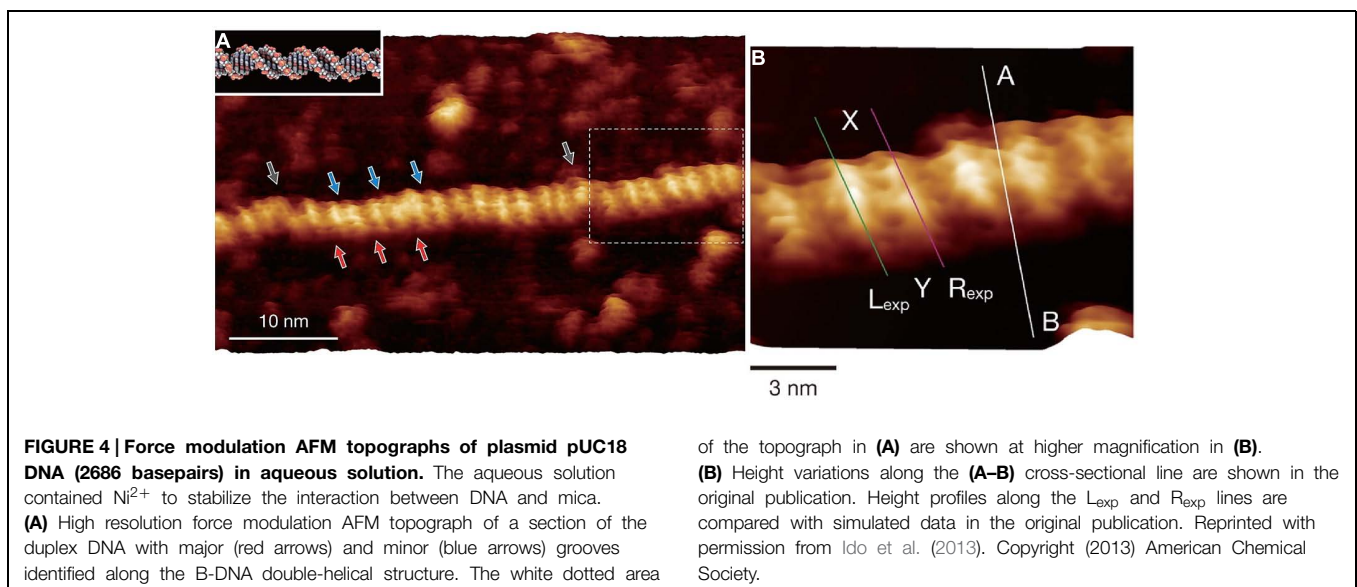 A
10 nm
B
A
X
L_exp Y R_exp
B
3 nm
FIGURE 4 | Force modulation AFM topographs of plasmid pUC18
DNA (2686 basepairs) in aqueous solution. The aqueous solution
contained Ni²⁺ to stabilize the interaction between DNA and mica.
(A) High resolution force modulation AFM topograph of a section of the
duplex DNA with major (red arrows) and minor (blue arrows) grooves
identified along the B-DNA double-helical structure. The white dotted area
of the topograph in (A) are shown at higher magnification in (B).
(B) Height variations along the (A–B) cross-sectional line are shown in the
original publication. Height profiles along the L_exp and R_exp lines are
compared with simulated data in the original publication. Reprinted with
permission from Ido et al. (2013). Copyright (2013) American Chemical
Society.